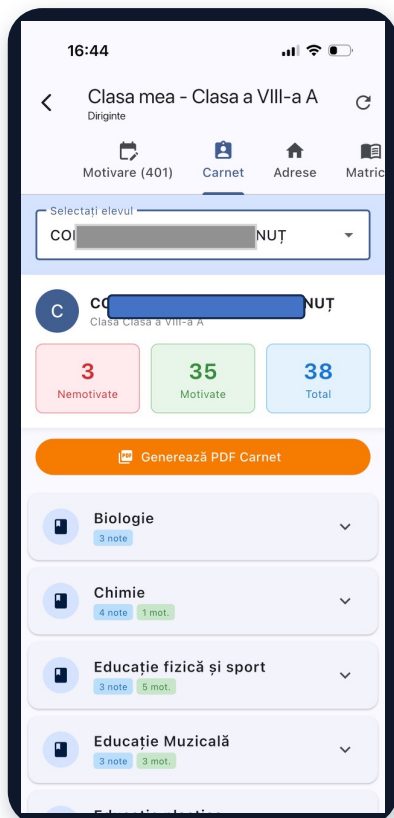 16:44
Clasa mea - Clasa a VIII-a A
Diriginte
Motivare (401) Carnet Adrese Matric
Selectați elevul
COI NUȚ
C
CO NUȚ
Clasa Clasa a VIII-a A
3 35 38
Nemotivate Motivate Total
PDF Generează PDF Carnet
Biologie
3 note
Chimie
4 note 1 mot.
Educație fizică și sport
3 note 5 mot.
Educație Muzicală
3 note 3 mot.